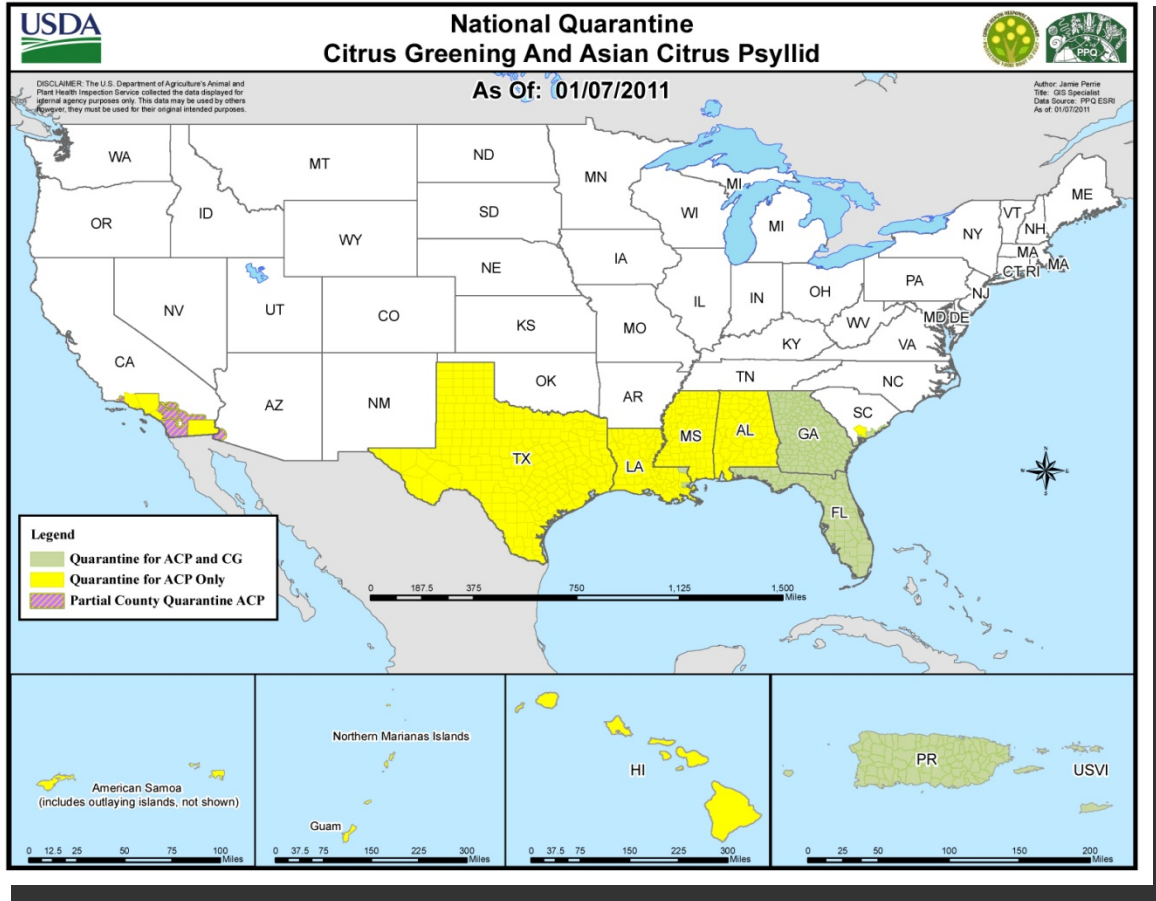 USDA
National Quarantine
Citrus Greening And Asian Citrus Psyllid
PPQ
DISCLAIMER: The U.S. Department of Agriculture's Animal and
Plant Health Inspection Service collected the data displayed for
internal agency purposes only. This data may be used by others
however, they must be used for their original intended purposes.
As Of: 01/07/2011
Author: Jamie Perrie
Title: GIS Specialist
Data Source: PPQ ESRI
As of: 01/07/2011
WA
MT
ND
MN
MI
ME
OR
ID
SD
WI
MI
VT
NH
NY
WY
MA
MA
CT
RI
NE
IA
PA
NJ
NV
UT
CO
IL
IN
OH
MD
DE
KS
MO
WV
VA
KY
CA
AZ
NM
OK
AR
TN
NC
SC
TX
LA
MS
AL
GA
FL
N
E
S
W
Legend
Quarantine for ACP and CG
Quarantine for ACP Only
Partial County Quarantine ACP
0 187.5 375 750 1,125 1,500
Miles
American Samoa
(includes outlaying islands, not shown)
0 12.5 25 50 75 100
Miles
Northern Marianas Islands
Guam
0 37.5 75 150 225 300
Miles
HI
0 37.5 75 150 225 300
Miles
PR
USVI
0 25 50 100 150 200
Miles